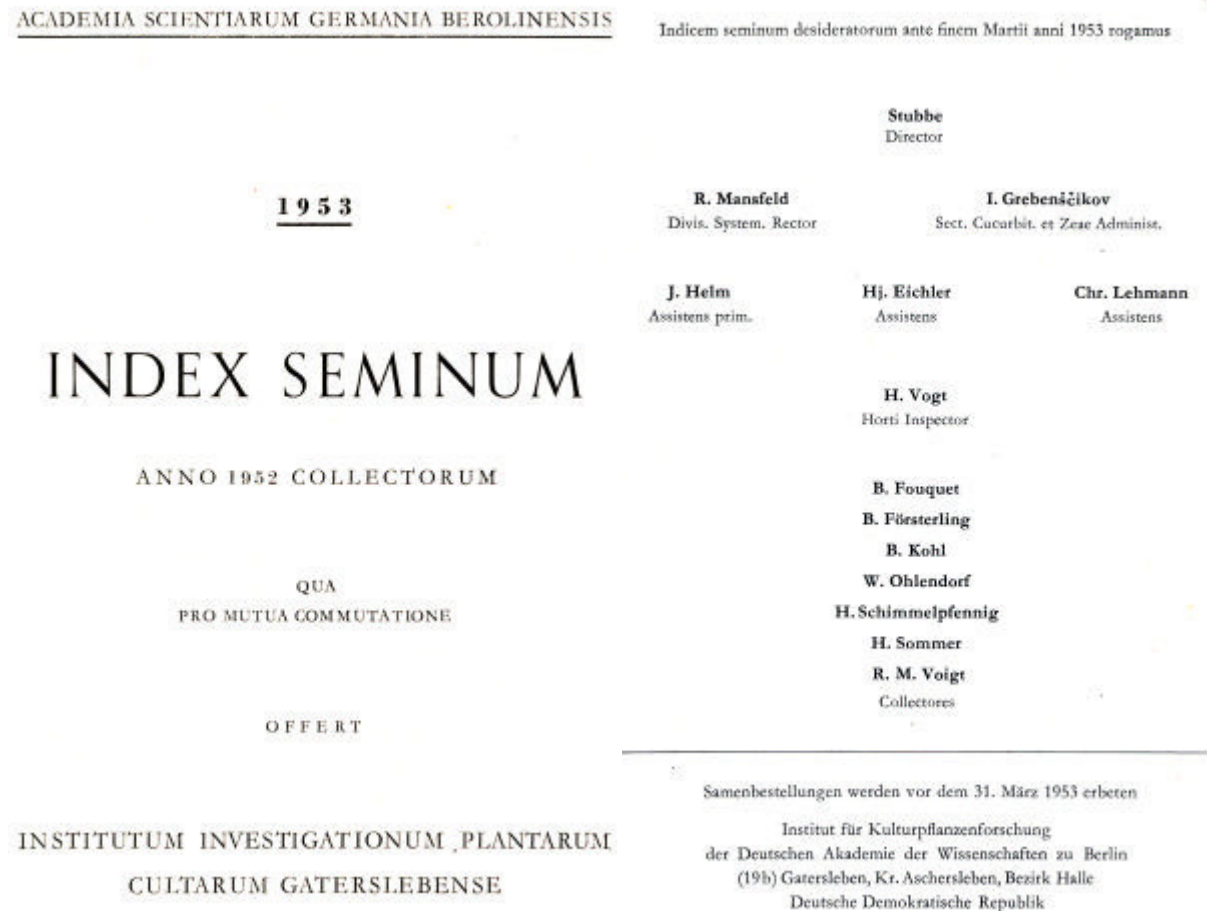 ACADEMIA SCIENTIARUM GERMANIA BEROLINENSIS
1953
INDEX SEMINUM
ANNO 1952 COLLECTORUM
QUA
PRO MUTUA COMMUTATIONE
OFFERT
INSTITUTUM INVESTIGATIONUM PLANTARUM
CULTARUM GATERSLEBENSE
Indicem seminum desideratorum ante finem Martii anni 1953 rogamus
Stubbe
Director
R. Mansfeld
Divis. System. Rector
I. Grebenščikov
Sect. Cucurbit. et Zeae Administ.
J. Helm
Assistens prim.
Hj. Eichler
Assistens
Chr. Lehmann
Assistens
H. Vogt
Horti Inspector
B. Fouquet
B. Försterling
B. Kohl
W. Ohlendorf
H. Schimmelpfennig
H. Sommer
R. M. Voigt
Collectores
Samenbestellungen werden vor dem 31. März 1953 erbeten
Institut für Kulturpflanzenforschung
der Deutschen Akademie der Wissenschaften zu Berlin
(19b) Gatersleben, Kr. Aschersleben, Bezirk Halle
Deutsche Demokratische Republik